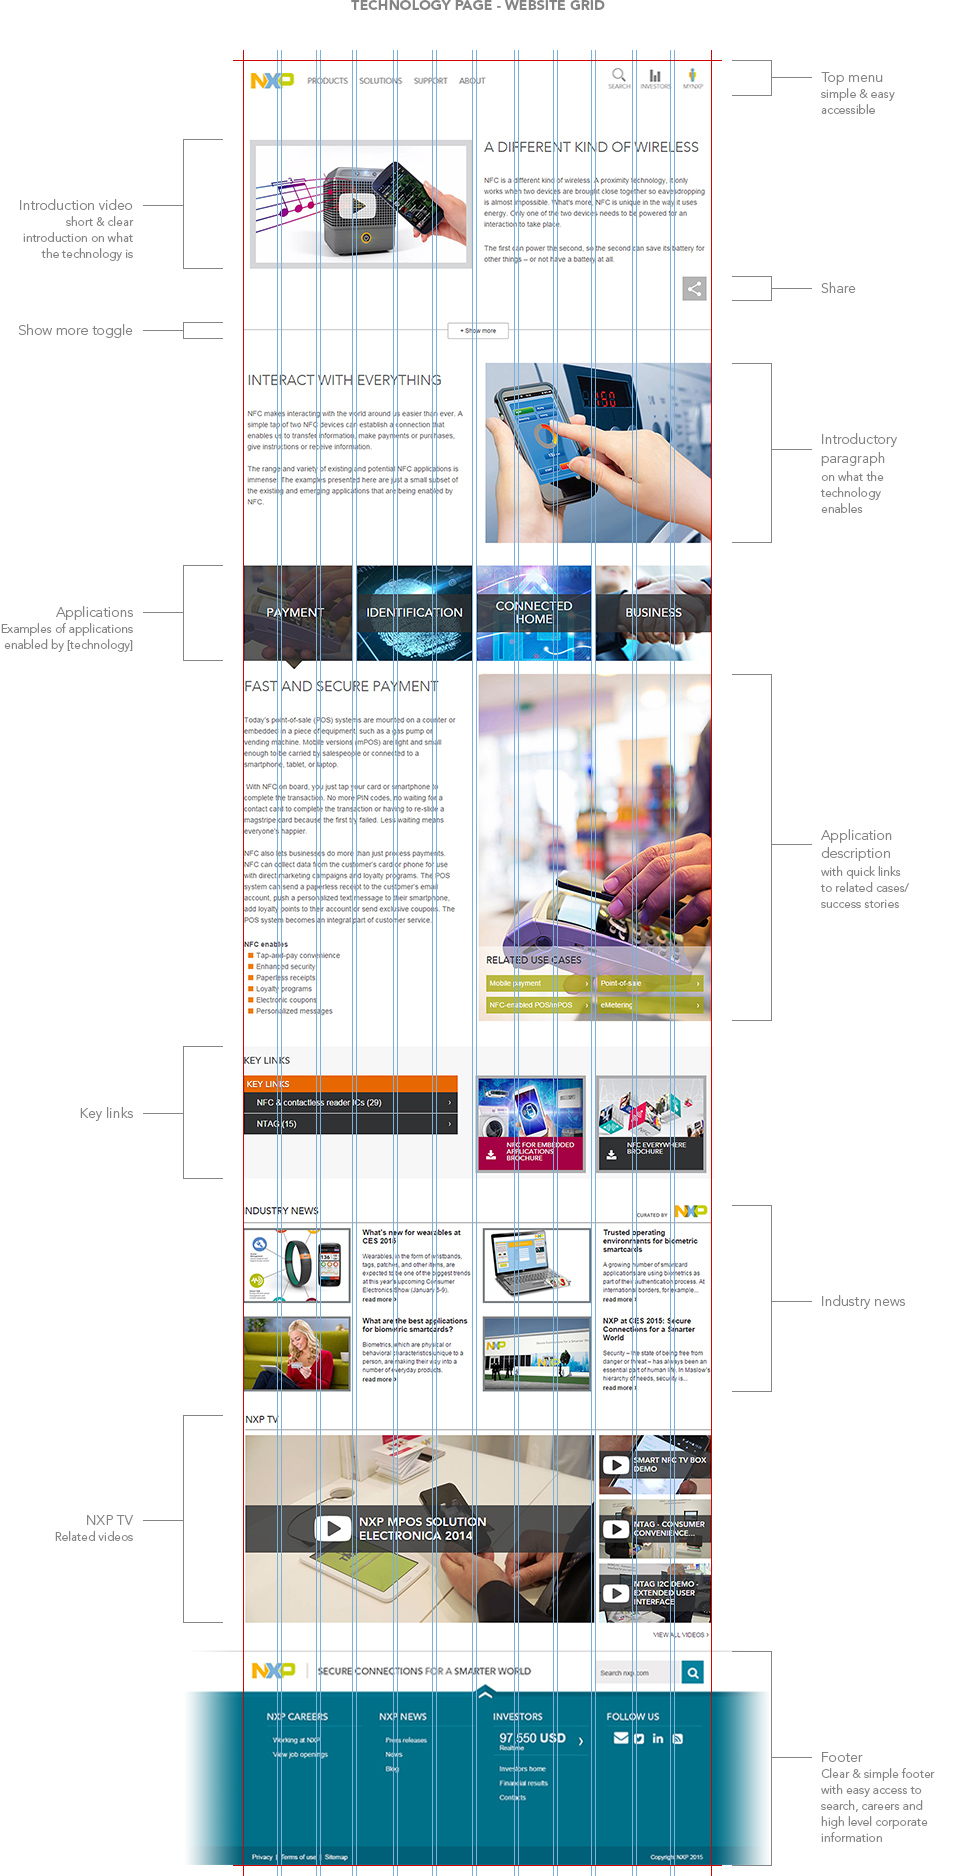 TECHNOLOGY PAGE - WEBSITE GRID
NXP
PRODUCTS
SOLUTIONS
SUPPORT
ABOUT
SEARCH
INVESTORS
MYNXP
Top menu
simple & easy
accessible
Introduction video
short & clear
introduction on what
the technology is
A DIFFERENT KIND OF WIRELESS
NFC is a different kind of wireless. A proximity technology, it only
works when two devices are brought close together so eavesdropping
is almost impossible. What's more, NFC is unique in the way it uses
energy. Only one of the two devices needs to be powered for an
interaction to take place.
The first can power the second, so the second can save its battery for
other things – or not have a battery at all.
Share
Show more toggle
+ Show more
INTERACT WITH EVERYTHING
NFC makes interacting with the world around us easier than ever. A
simple tap of two NFC devices can establish a connection that
enables us to transfer information, make payments or purchases,
give instructions or receive information.
The range and variety of existing and potential NFC applications is
immense. The examples presented here are just a small subset of
the existing and emerging applications that are being enabled by
NFC.
Introductory
paragraph
on what the
technology
enables
Applications
Examples of applications
enabled by [technology]
PAYMENT
IDENTIFICATION
CONNECTED
HOME
BUSINESS
FAST AND SECURE PAYMENT
Today's point-of-sale (POS) systems are mounted on a counter or
embedded in a piece of equipment, such as a gas pump or
vending machine. Mobile versions (mPOS) are light and small
enough to be carried by salespeople or connected to a
smartphone, tablet, or laptop.
With NFC on board, you just tap your card or smartphone to
complete the transaction. No more PIN codes, no waiting for a
contact card to complete the transaction or having to re-slide a
magstripe card because the first try failed. Less waiting means
everyone's happier.
NFC also lets businesses do more than just process payments.
NFC can collect data from the customer's card or phone for use
with direct marketing campaigns and loyalty programs. The POS
system can send a paperless receipt to the customer's email
account, push a personalized text message to their smartphone,
add loyalty points to their account or send exclusive coupons. The
POS system becomes an integral part of customer service.
NFC enables
Tap-and-pay convenience
Enhanced security
Paperless receipts
Loyalty programs
Electronic coupons
Personalized messages
RELATED USE CASES
Mobile payment ›
Point-of-sale ›
NFC-enabled POS/mPOS ›
eMetering ›
Application
description
with quick links
to related cases/
success stories
Key links
KEY LINKS
KEY LINKS
NFC & contactless reader ICs (29) ›
NTAG (15) ›
NFC FOR EMBEDDED
APPLICATIONS
BROCHURE
NFC EVERYWHERE
BROCHURE
INDUSTRY NEWS
CURATED BY NXP
What's new for wearables at
CES 2015
Wearables, in the form of wristbands,
tags, patches, and other items, are
expected to be one of the biggest trends
at this year's upcoming Consumer
Electronics Show (January 6-9).
read more ›
Trusted operating
environments for biometric
smartcards
A growing number of smartcard
applications are using biometrics as
part of their authentication process. At
international borders, for example...
read more ›
What are the best applications
for biometric smartcards?
Biometrics, which are physical or
behavioral characteristics unique to a
person, are making their way into a
number of everyday products.
read more ›
NXP at CES 2015: Secure
Connections for a Smarter
World
Security – the state of being free from
danger or threat – has always been an
essential part of human life. In Maslow's
hierarchy of needs, security is...
read more ›
Industry news
NXP TV
Related videos
NXP TV
NXP MPOS SOLUTION
ELECTRONICA 2014
SMART NFC TV BOX
DEMO
NTAG - CONSUMER
CONVENIENCE...
NTAG I2C DEMO -
EXTENDED USER
INTERFACE
VIEW ALL VIDEOS ›
NXP
SECURE CONNECTIONS FOR A SMARTER WORLD
Search nxp.com
NXP CAREERS
Working at NXP
View job openings
NXP NEWS
Press releases
News
Blog
INVESTORS
97,550 USD ›
Realtime
Investors home
Financial results
Contacts
FOLLOW US
Privacy | Terms of use | Sitemap
Copyright NXP 2015
Footer
Clear & simple footer
with easy access to
search, careers and
high level corporate
information